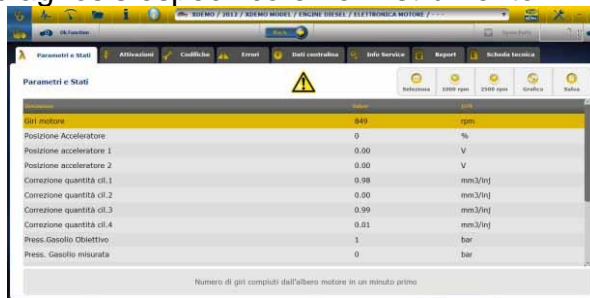 XDEMO / 2012 / XDEMO MODEL / ENGINE DIESEL / ELETTRONICA MOTORE / - - -
Ok Function
Back
Parametri e Stati
Attivazioni
Codifiche
Errori
Dati centralina
Info Service
Report
Scheda tecnica
Parametri e Stati
Seleziona
1000 rpm
2500 rpm
Grafica
Salva
Valore
Giri motore 849 rpm
Posizione Acceleratore 0 %
Posizione acceleratore 1 0.00 V
Posizione acceleratore 2 0.00 V
Correzione quantità cil.1 0.98 mm3/inj
Correzione quantità cil.2 0.00 mm3/inj
Correzione quantità cil.3 0.99 mm3/inj
Correzione quantità cil.4 0.01 mm3/inj
Press.Gasolio Obiettivo 1 bar
Press. Gasolio misurata 0 bar
Numero di giri compiuti dall'albero motore in un minuto primo